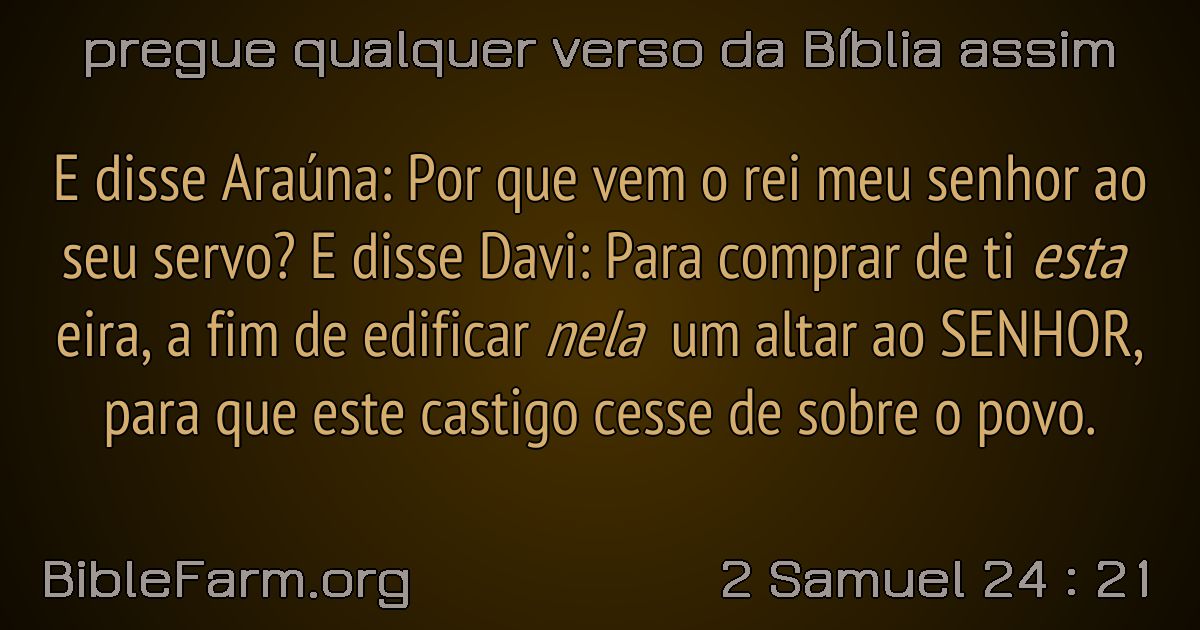 pregue qualquer verso da Bíblia assim
E disse Araúna: Por que vem o rei meu senhor ao
seu servo? E disse Davi: Para comprar de ti esta
eira, a fim de edificar nela um altar ao SENHOR,
para que este castigo cesse de sobre o povo.
BibleFarm.org
2 Samuel 24 : 21